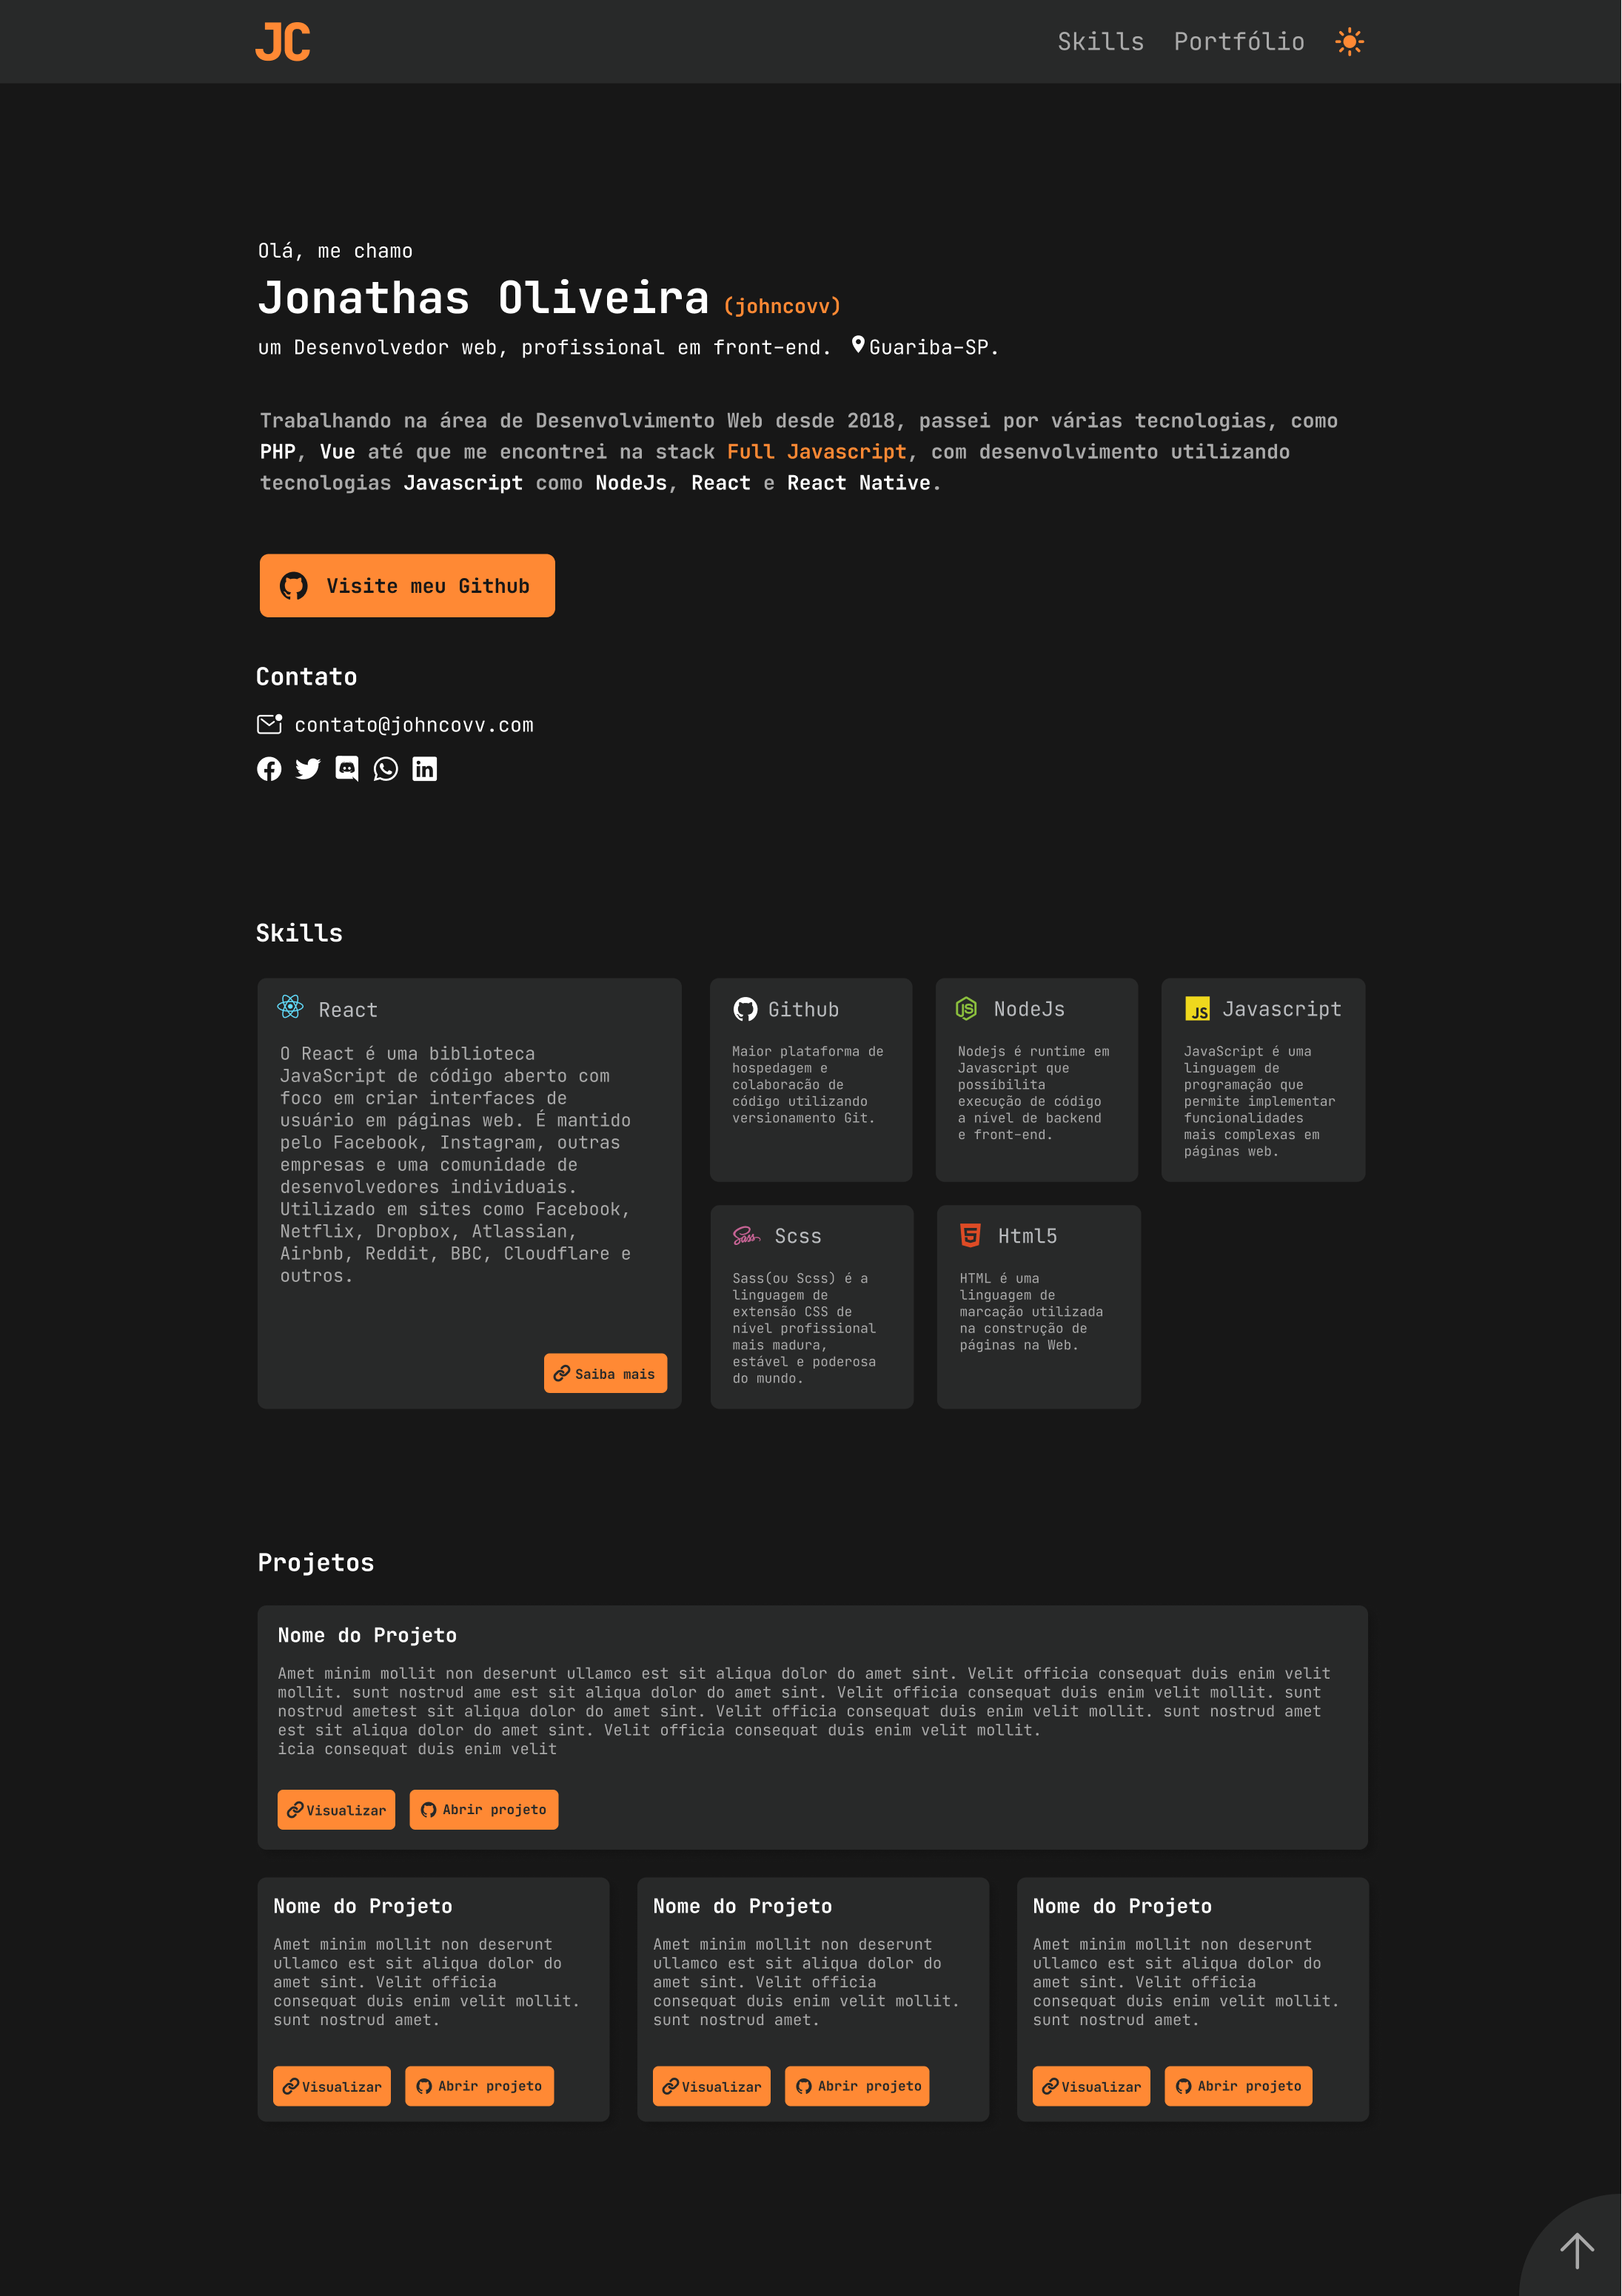 JC
Skills Portfólio
Olá, me chamo
Jonathas Oliveira (johncovv)
um Desenvolvedor web, profissional em front-end. Guariba-SP.
Trabalhando na área de Desenvolvimento Web desde 2018, passei por várias tecnologias, como
PHP, Vue até que me encontrei na stack Full Javascript, com desenvolvimento utilizando
tecnologias Javascript como NodeJs, React e React Native.
Visite meu Github
Contato
contato@johncovv.com
in
Skills
React
O React é uma biblioteca
JavaScript de código aberto com
foco em criar interfaces de
usuário em páginas web. É mantido
pelo Facebook, Instagram, outras
empresas e uma comunidade de
desenvolvedores individuais.
Utilizado em sites como Facebook,
Netflix, Dropbox, Atlassian,
Airbnb, Reddit, BBC, Cloudflare e
outros.
Saiba mais
Github
Maior plataforma de
hospedagem e
colaboracão de
código utilizando
versionamento Git.
JS
NodeJs
Nodejs é runtime em
Javascript que
possibilita
execução de código
a nível de backend
e front-end.
JS
Javascript
JavaScript é uma
linguagem de
programação que
permite implementar
funcionalidades
mais complexas em
páginas web.
Sass
Scss
Sass(ou Scss) é a
linguagem de
extensão CSS de
nível profissional
mais madura,
estável e poderosa
do mundo.
5
Html5
HTML é uma
linguagem de
marcação utilizada
na construção de
páginas na Web.
Projetos
Nome do Projeto
Amet minim mollit non deserunt ullamco est sit aliqua dolor do amet sint. Velit officia consequat duis enim velit
mollit. sunt nostrud ame est sit aliqua dolor do amet sint. Velit officia consequat duis enim velit mollit. sunt
nostrud ametest sit aliqua dolor do amet sint. Velit officia consequat duis enim velit mollit. sunt nostrud amet
est sit aliqua dolor do amet sint. Velit officia consequat duis enim velit mollit.
icia consequat duis enim velit
Visualizar
Abrir projeto
Nome do Projeto
Amet minim mollit non deserunt
ullamco est sit aliqua dolor do
amet sint. Velit officia
consequat duis enim velit mollit.
sunt nostrud amet.
Visualizar
Abrir projeto
Nome do Projeto
Amet minim mollit non deserunt
ullamco est sit aliqua dolor do
amet sint. Velit officia
consequat duis enim velit mollit.
sunt nostrud amet.
Visualizar
Abrir projeto
Nome do Projeto
Amet minim mollit non deserunt
ullamco est sit aliqua dolor do
amet sint. Velit officia
consequat duis enim velit mollit.
sunt nostrud amet.
Visualizar
Abrir projeto